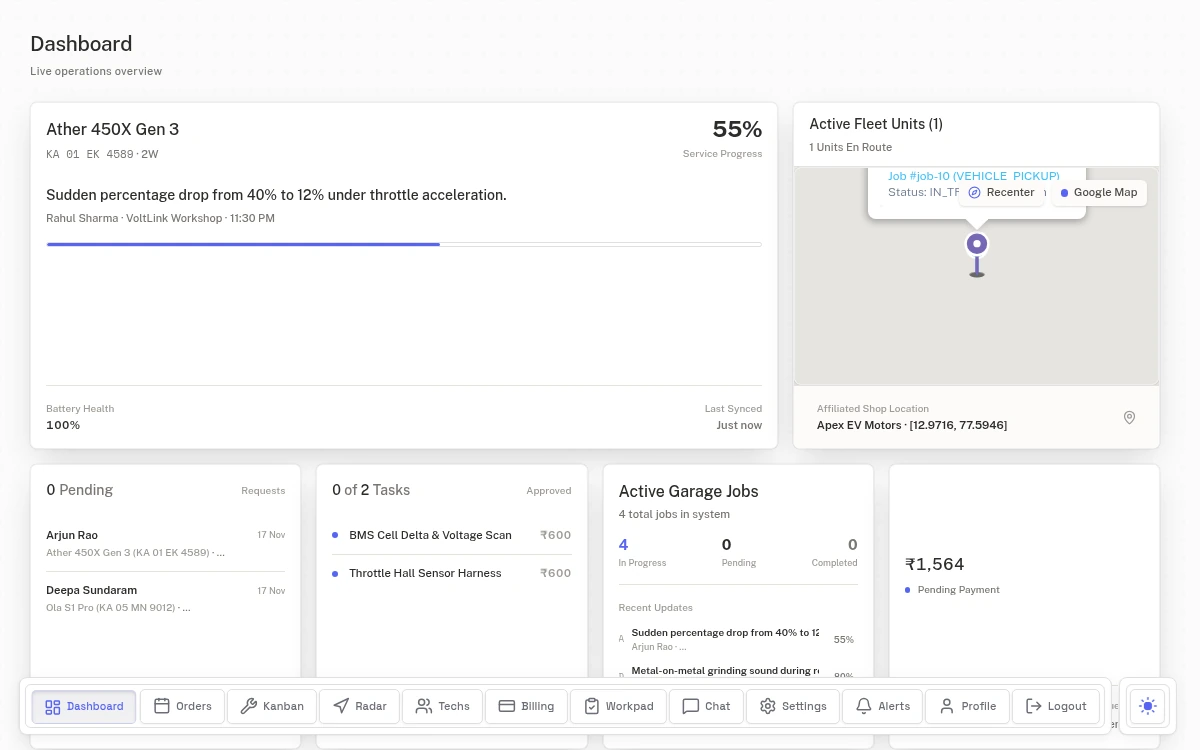 Dashboard
Live operations overview
Ather 450X Gen 3
55%
KA 01 EK 4589 · 2W
Service Progress
Sudden percentage drop from 40% to 12% under throttle acceleration.
Rahul Sharma · VoltLink Workshop · 11:30 PM
Battery Health
Last Synced
100%
Just now
Active Fleet Units (1)
1 Units En Route
Job #job-10 (VEHICLE_PICKUP)
Status: IN_TR
Recenter
Google Map
Affiliated Shop Location
Apex EV Motors · [12.9716, 77.5946]
0 Pending
Requests
Arjun Rao
17 Nov
Ather 450X Gen 3 (KA 01 EK 4589) · ...
Deepa Sundaram
17 Nov
Ola S1 Pro (KA 05 MN 9012) · ...
0 of 2 Tasks
Approved
BMS Cell Delta & Voltage Scan
₹600
Throttle Hall Sensor Harness
₹600
Active Garage Jobs
4 total jobs in system
4
0
0
In Progress
Pending
Completed
Recent Updates
A
Sudden percentage drop from 40% to 12
55%
Arjun Rao · ...
Metal-on-metal grinding sound during re
80%
₹1,564
Pending Payment
Dashboard
Orders
Kanban
Radar
Techs
Billing
Workpad
Chat
Settings
Alerts
Profile
Logout